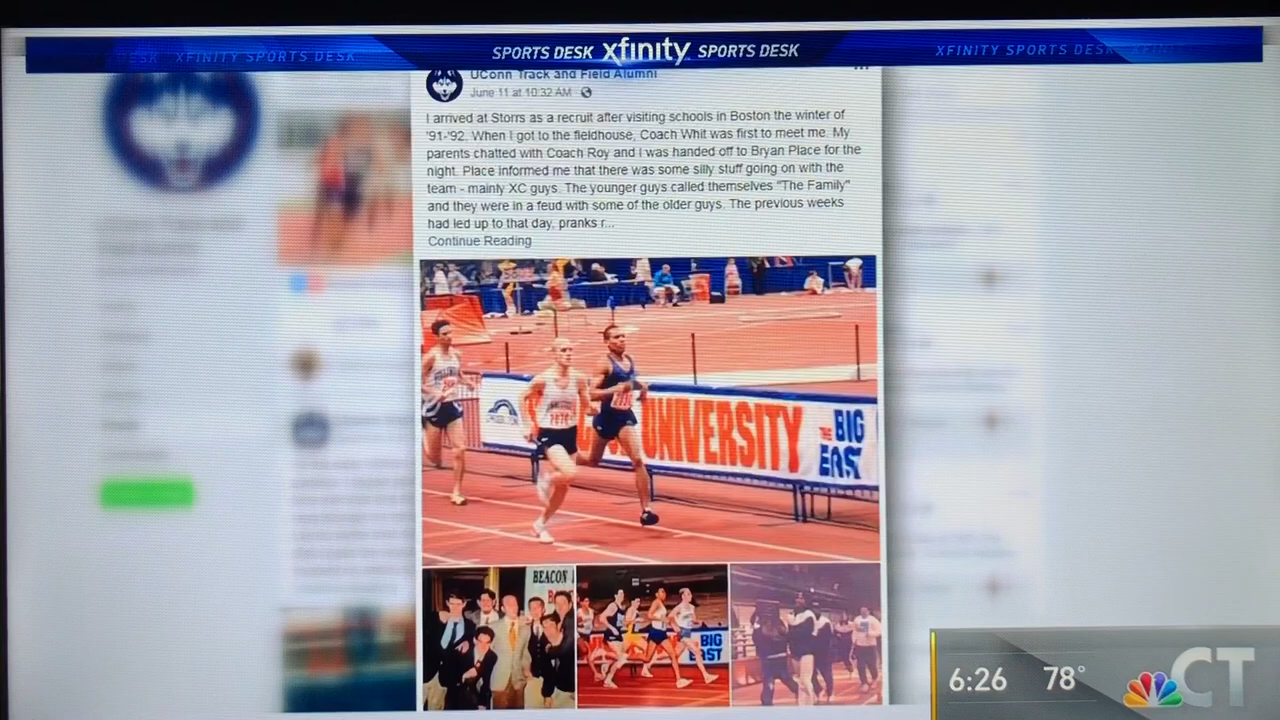 XFINITY SPORTS DESK
SPORTS DESK xfinity SPORTS DESK
XFINITY SPORTS DESK
UConn Track and Field Alumni
June 11 at 10:32 AM
I arrived at Storrs as a recruit after visiting schools in Boston the winter of
'91-'92. When I got to the fieldhouse, Coach Whit was first to meet me. My
parents chatted with Coach Roy and I was handed off to Bryan Place for the
night. Place informed me that there was some silly stuff going on with the
team - mainly XC guys. The younger guys called themselves "The Family"
and they were in a feud with some of the older guys. The previous weeks
had led up to that day, pranks r...
Continue Reading
UNIVERSITY
THE BIG
EAST
BEACON
BIG
EAST
6:26 78° CT